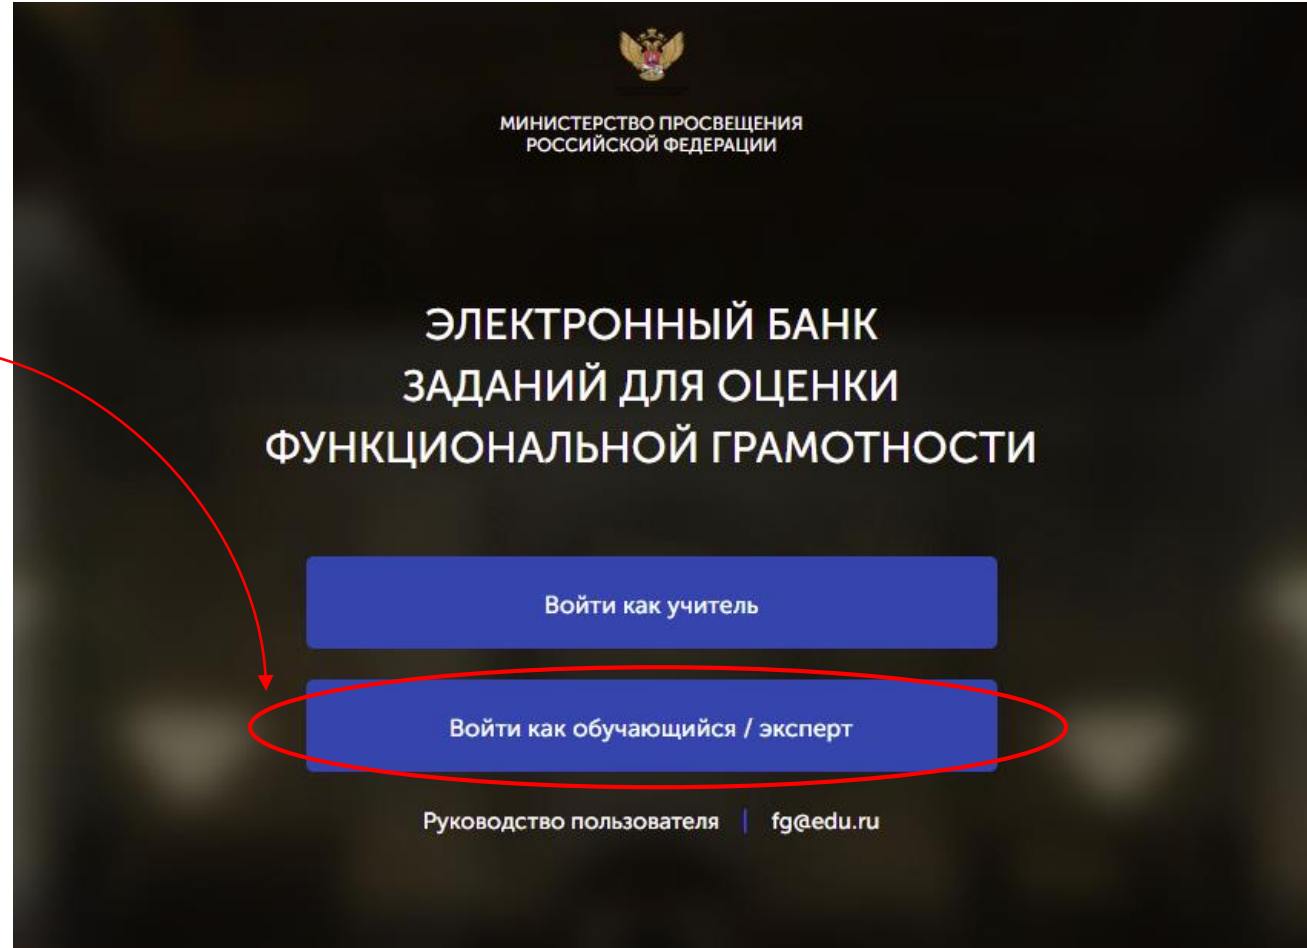 МИНИСТЕРСТВО ПРОСВЕЩЕНИЯ
РОССИЙСКОЙ ФЕДЕРАЦИИ
ЭЛЕКТРОННЫЙ БАНК
ЗАДАНИЙ ДЛЯ ОЦЕНКИ
ФУНКЦИОНАЛЬНОЙ ГРАМОТНОСТИ
Войти как учитель
Войти как обучающийся / эксперт
Руководство пользователя | fg@edu.ru